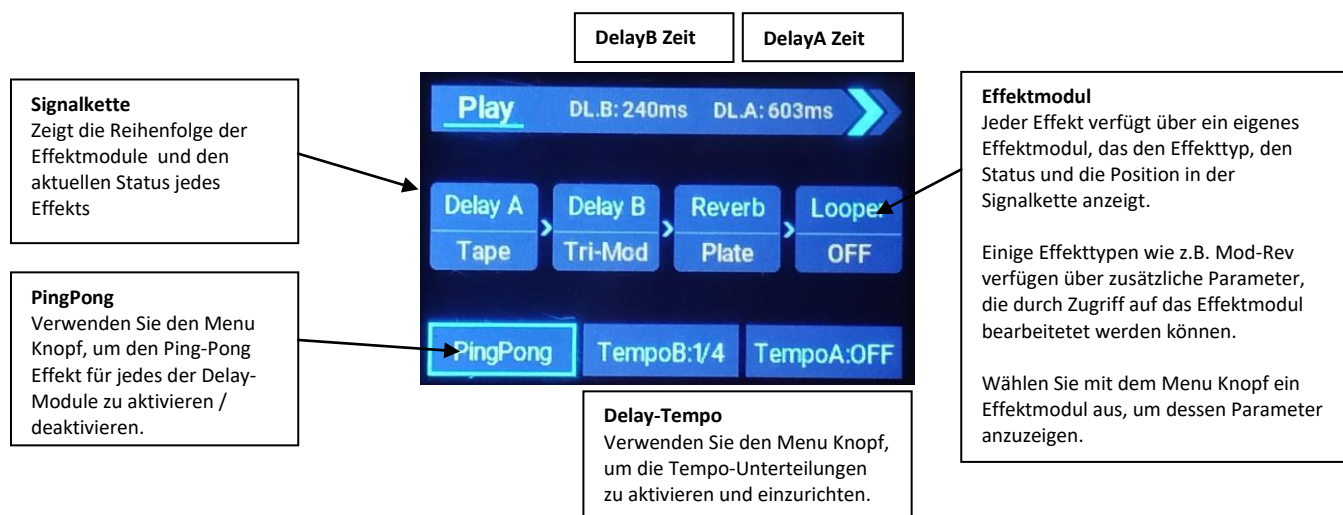 DelayB Zeit
DelayA Zeit
Signalkette
Zeigt die Reihenfolge der
Effektmodule und den
aktuellen Status jedes
Effekts
PingPong
Verwenden Sie den Menu
Knopf, um den Ping-Pong
Effekt für jedes der Delay-
Module zu aktivieren /
deaktivieren.
Play DL.B: 240ms DL.A: 603ms
Delay A Delay B Reverb Looper
Tape Tri-Mod Plate OFF
PingPong TempoB:1/4 TempoA:OFF
Delay-Tempo
Verwenden Sie den Menu Knopf,
um die Tempo-Unterteilungen
zu aktivieren und einzurichten.
Effektmodul
Jeder Effekt verfügt über ein eigenes
Effektmodul, das den Effekttyp, den
Status und die Position in der
Signalkette anzeigt.
Einige Effekttypen wie z.B. Mod-Rev
verfügen über zusätzliche Parameter,
die durch Zugriff auf das Effektmodul
bearbeitetet werden können.
Wählen Sie mit dem Menu Knopf ein
Effektmodul aus, um dessen Parameter
anzuzeigen.